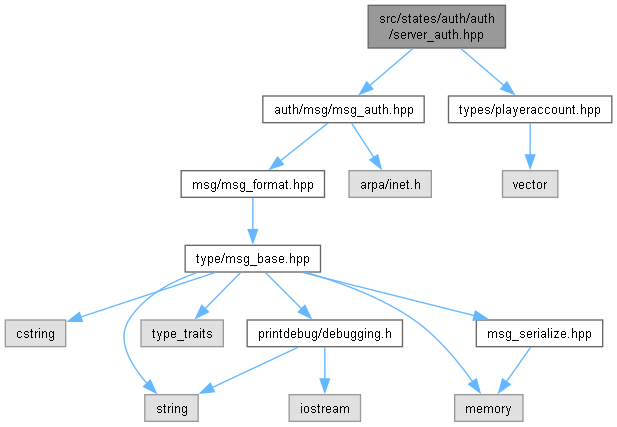 src/states/auth/auth
/server_auth.hpp
auth/msg/msg_auth.hpp
types/playeraccount.hpp
msg/msg_format.hpp
arpa/inet.h
vector
type/msg_base.hpp
cstring
type_traits
printdebug/debugging.h
msg_serialize.hpp
string
iostream
memory